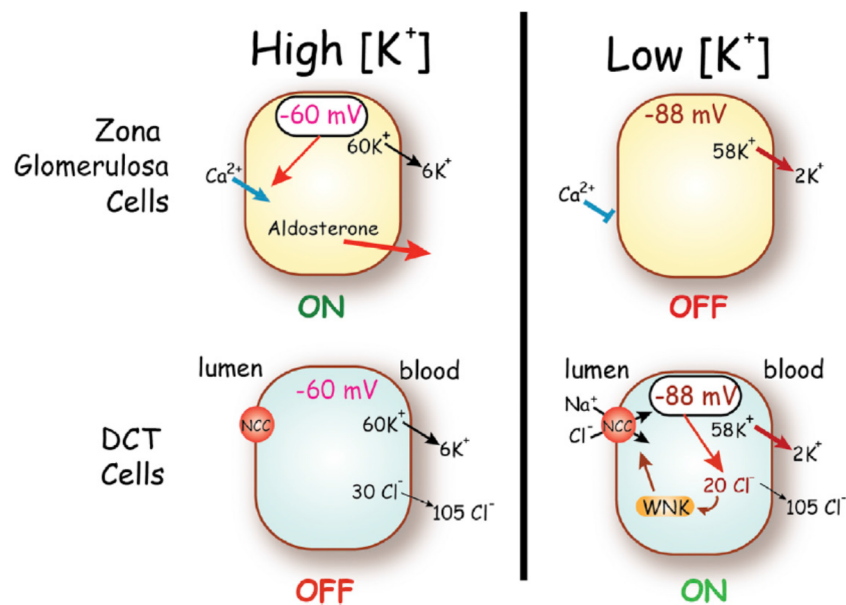 High [K⁺]
Low [K⁺]
Zona
Glomerulosa
Cells
-60 mV
60K⁺
6K⁺
Ca²⁺
Aldosterone
ON
-88 mV
58K⁺
2K⁺
Ca²⁺
OFF
DCT
Cells
lumen
blood
-60 mV
NCC
60K⁺
6K⁺
30 Cl⁻
105 Cl⁻
OFF
lumen
blood
-88 mV
Na⁺
Cl⁻
NCC
58K⁺
2K⁺
20 Cl⁻
105 Cl⁻
WNK
ON